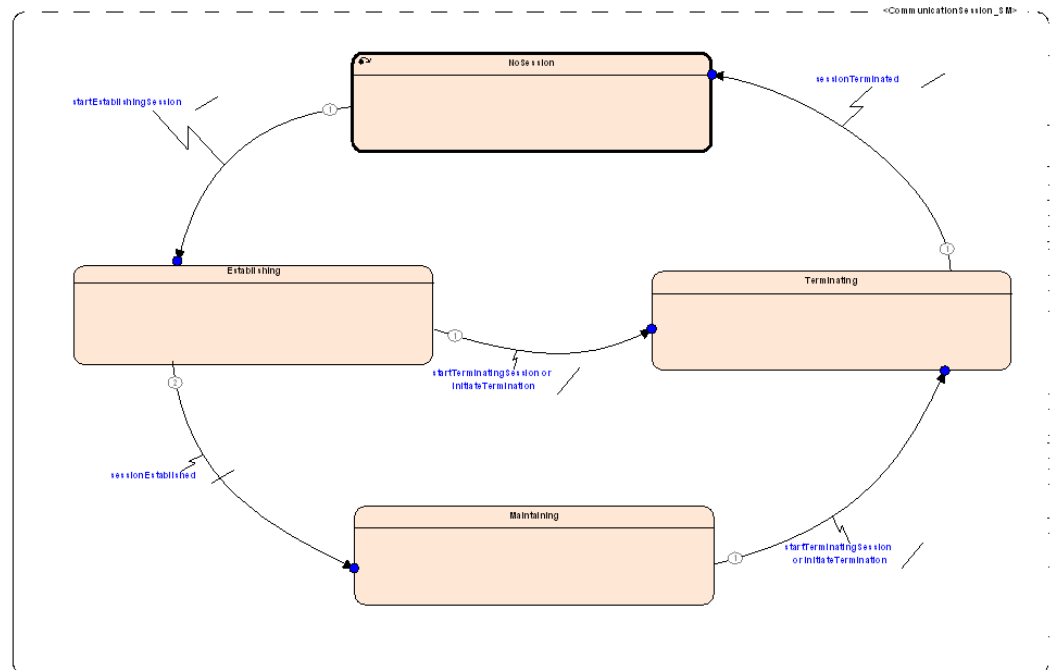 <CommunicationSession_SM>
NoSession
startEstablishingSession
/
sessionTerminated
/
1
1
Establishing
Terminating
1
startTerminatingSession or
initiateTermination
/
2
sessionEstablished
/
Maintaining
1
startTerminatingSession
or initiateTermination
/